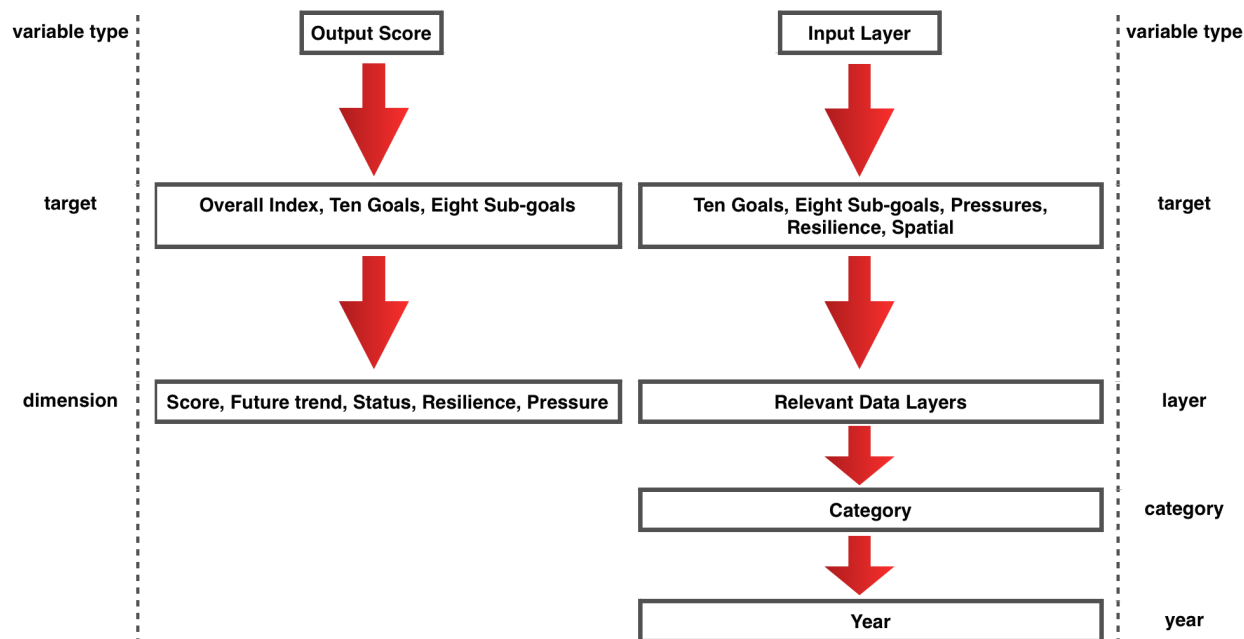 variable type
Output Score
Input Layer
variable type
target
Overall Index, Ten Goals, Eight Sub-goals
Ten Goals, Eight Sub-goals, Pressures,
Resilience, Spatial
target
dimension
Score, Future trend, Status, Resilience, Pressure
Relevant Data Layers
layer
Category
category
Year
year